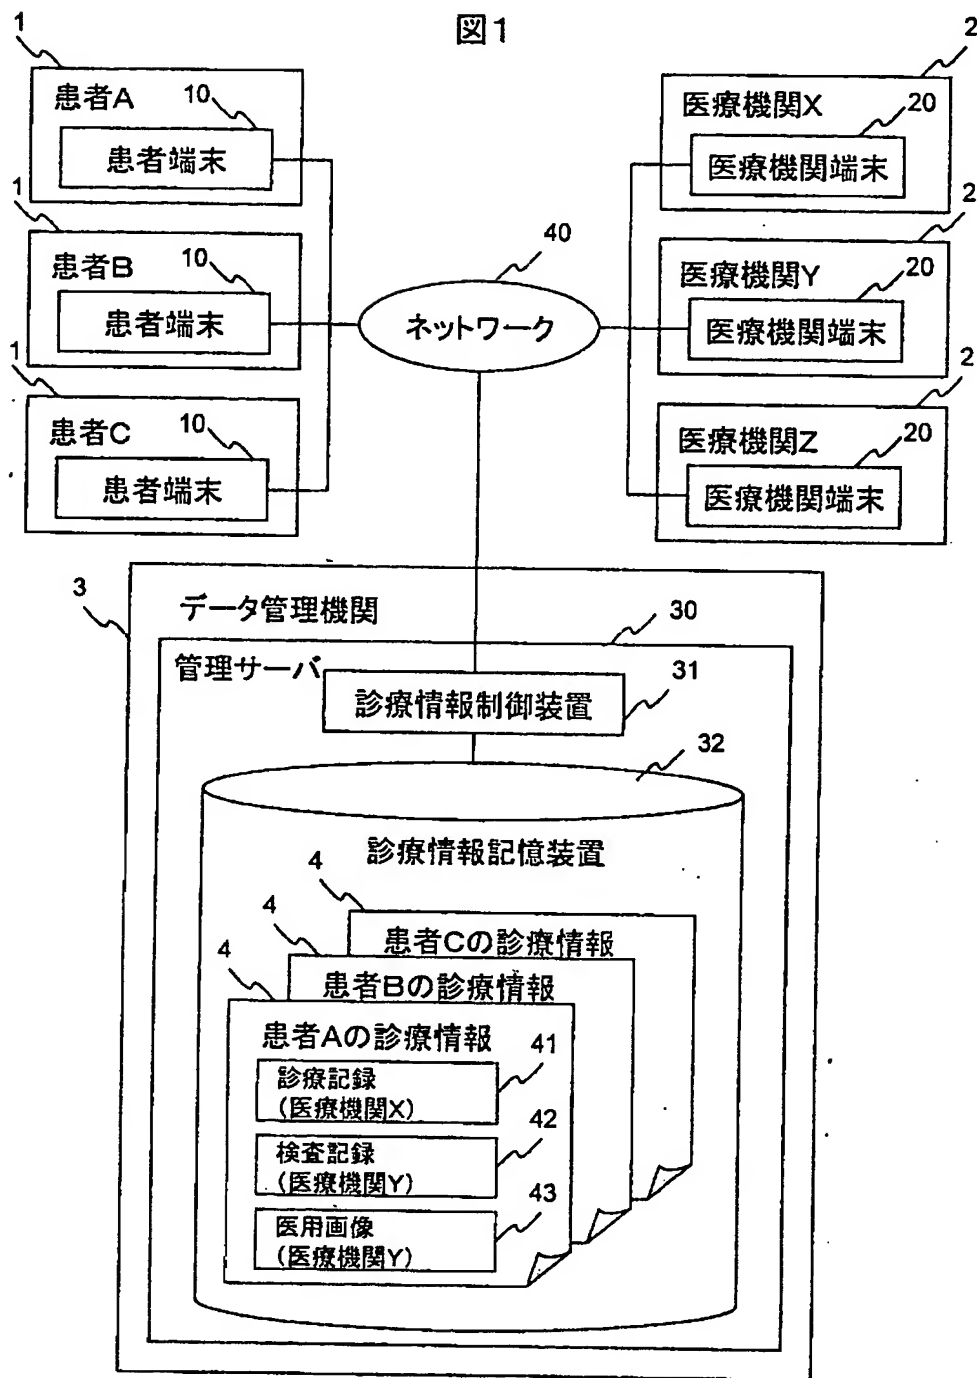 図1
1
患者A
10
患者端末
1
患者B
10
患者端末
1
患者C
10
患者端末
2
医療機関X
20
医療機関端末
2
医療機関Y
20
医療機関端末
2
医療機関Z
20
医療機関端末
40
ネットワーク
3
データ管理機関
30
管理サーバ
31
診療情報制御装置
32
診療情報記憶装置
4
患者Cの診療情報
4
患者Bの診療情報
4
患者Aの診療情報
41
診療記録
(医療機関X)
42
検査記録
(医療機関Y)
43
医用画像
(医療機関Y)